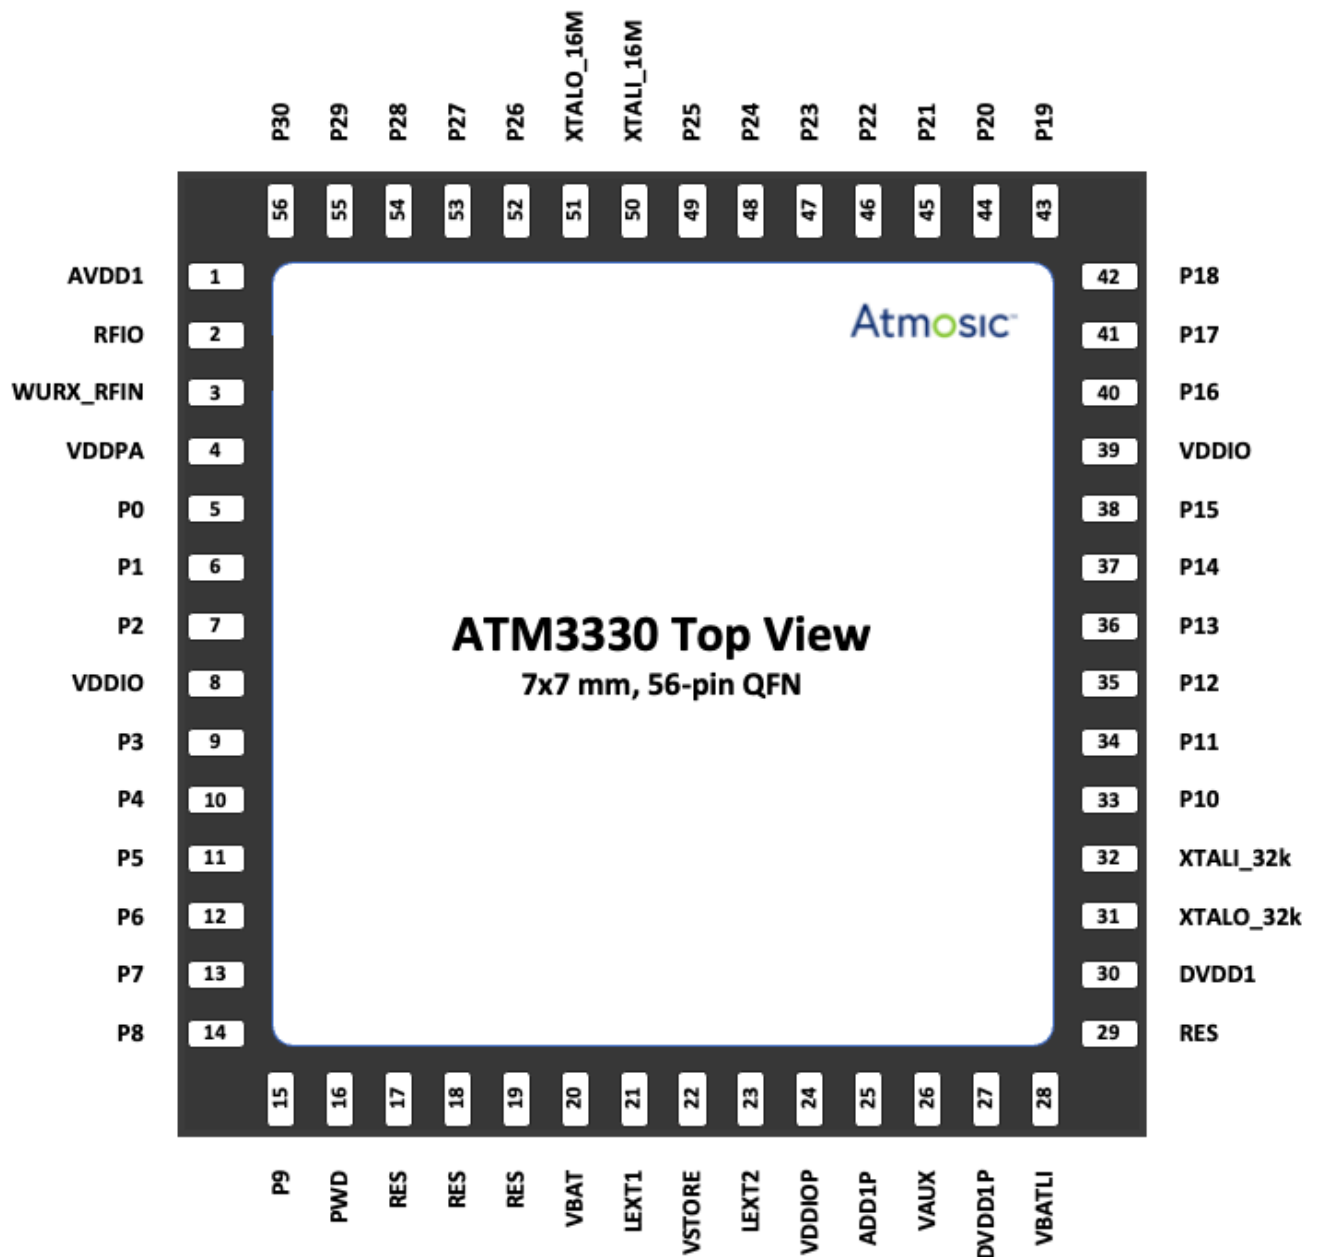 P30 P29 P28 P27 P26 XTALO_16M XTALI_16M P25 P24 P23 P22 P21 P20 P19
56 55 54 53 52 51 50 49 48 47 46 45 44 43
AVDD1 1 42 P18
Atmosic™
RFIO 2 41 P17
WURX_RFIN 3 40 P16
VDDPA 4 39 VDDIO
P0 5 38 P15
P1 6 37 P14
P2 7 36 P13
ATM3330 Top View
VDDIO 8 35 P12
7x7 mm, 56-pin QFN
P3 9 34 P11
P4 10 33 P10
P5 11 32 XTALI_32k
P6 12 31 XTALO_32k
P7 13 30 DVDD1
P8 14 29 RES
15 16 17 18 19 20 21 22 23 24 25 26 27 28
P9 PWD RES RES RES VBAT LEXT1 VSTORE LEXT2 VDDIOP ADD1P VAUX DVDD1P VBATLI